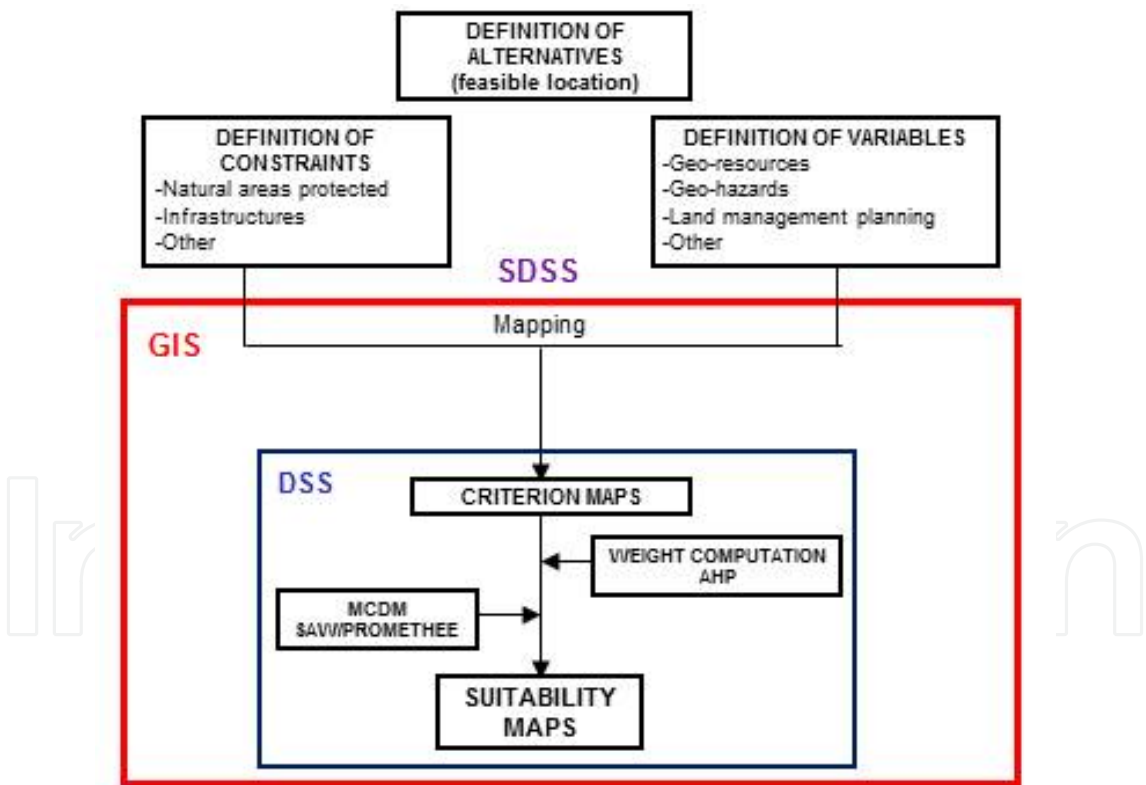 DEFINITION OF
ALTERNATIVES
(feasible location)
DEFINITION OF
CONSTRAINTS
-Natural areas protected
-Infrastructures
-Other
DEFINITION OF VARIABLES
-Geo-resources
-Geo-hazards
-Land management planning
-Other
SDSS
GIS
Mapping
DSS
CRITERION MAPS
WEIGHT COMPUTATION
AHP
MCDM
SAW/PROMETHEE
SUITABILITY
MAPS